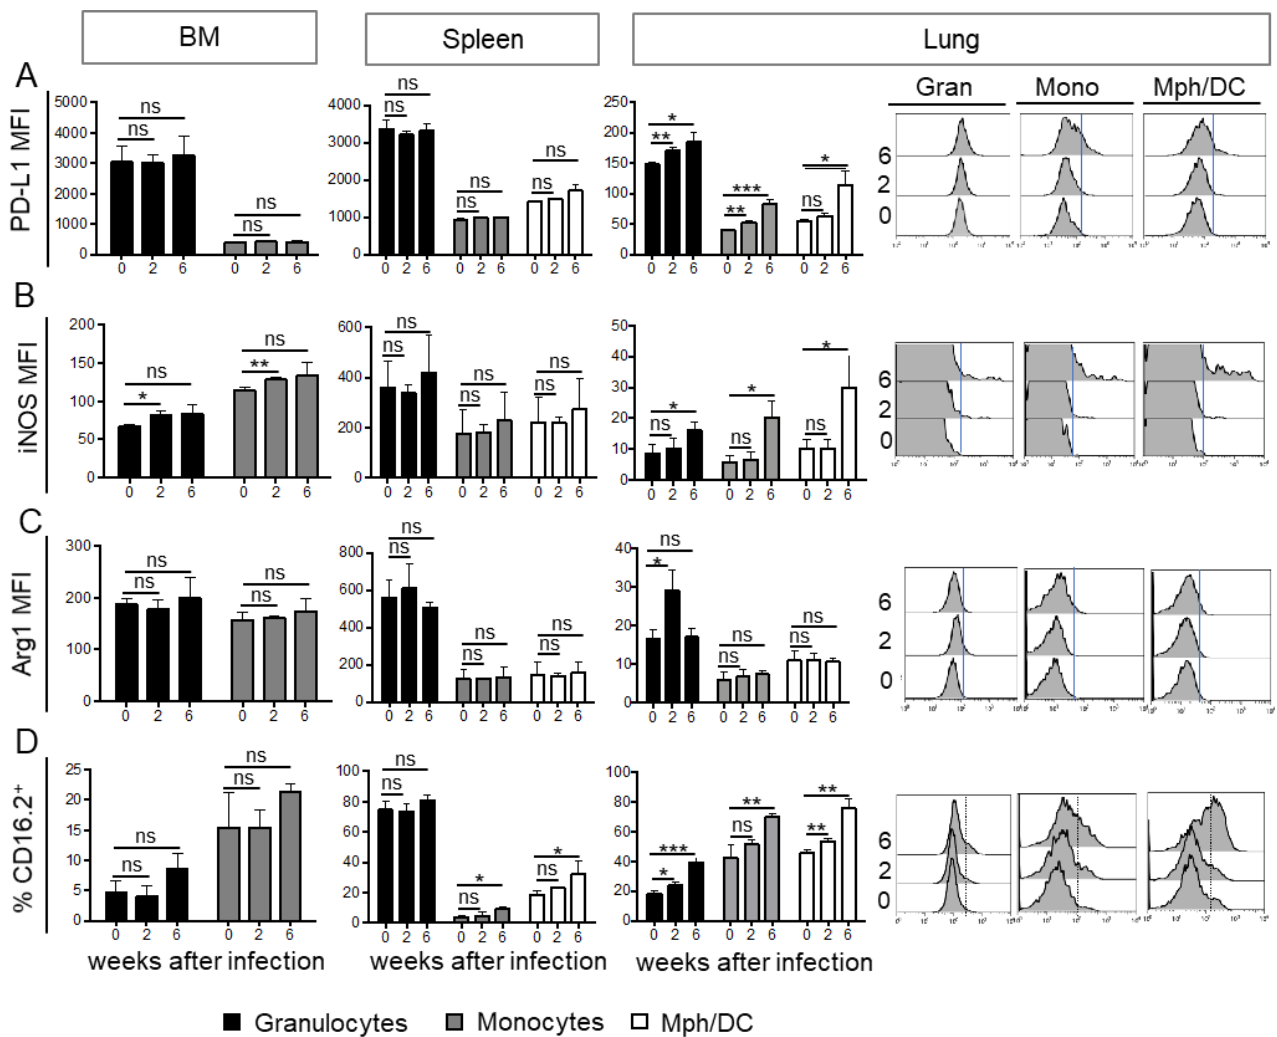 BM Spleen Lung
A
PD-L1 MFI
5000 4000 3000 2000 1000 0
ns ns ns ns
0 2 6 0 2 6
4000 3000 2000 1000 0
ns ns ns ns ns ns
0 2 6 0 2 6 0 2 6
250 200 150 100 50 0
* ** *** ** * ns
0 2 6 0 2 6 0 2 6
Gran Mono Mph/DC
6
2
0
B
iNOS MFI
200 150 100 50 0
ns * ns **
0 2 6 0 2 6
600 400 200 0
ns ns ns ns ns ns
0 2 6 0 2 6 0 2 6
50 40 30 20 10 0
* ns * ns * ns
0 2 6 0 2 6 0 2 6
6
2
0
C
Arg1 MFI
300 200 100 0
ns ns ns ns
0 2 6 0 2 6
800 600 400 200 0
ns ns ns ns ns ns
0 2 6 0 2 6 0 2 6
40 30 20 10 0
ns * ns ns ns ns
0 2 6 0 2 6 0 2 6
6
2
0
D
% CD16.2⁺
25 20 15 10 5 0
ns ns ns ns
0 2 6 0 2 6
weeks after infection
100 80 60 40 20 0
ns ns * ns * ns
0 2 6 0 2 6 0 2 6
weeks after infection
100 80 60 40 20 0
*** * ** ns ** **
0 2 6 0 2 6 0 2 6
weeks after infection
6
2
0
Granulocytes Monocytes Mph/DC